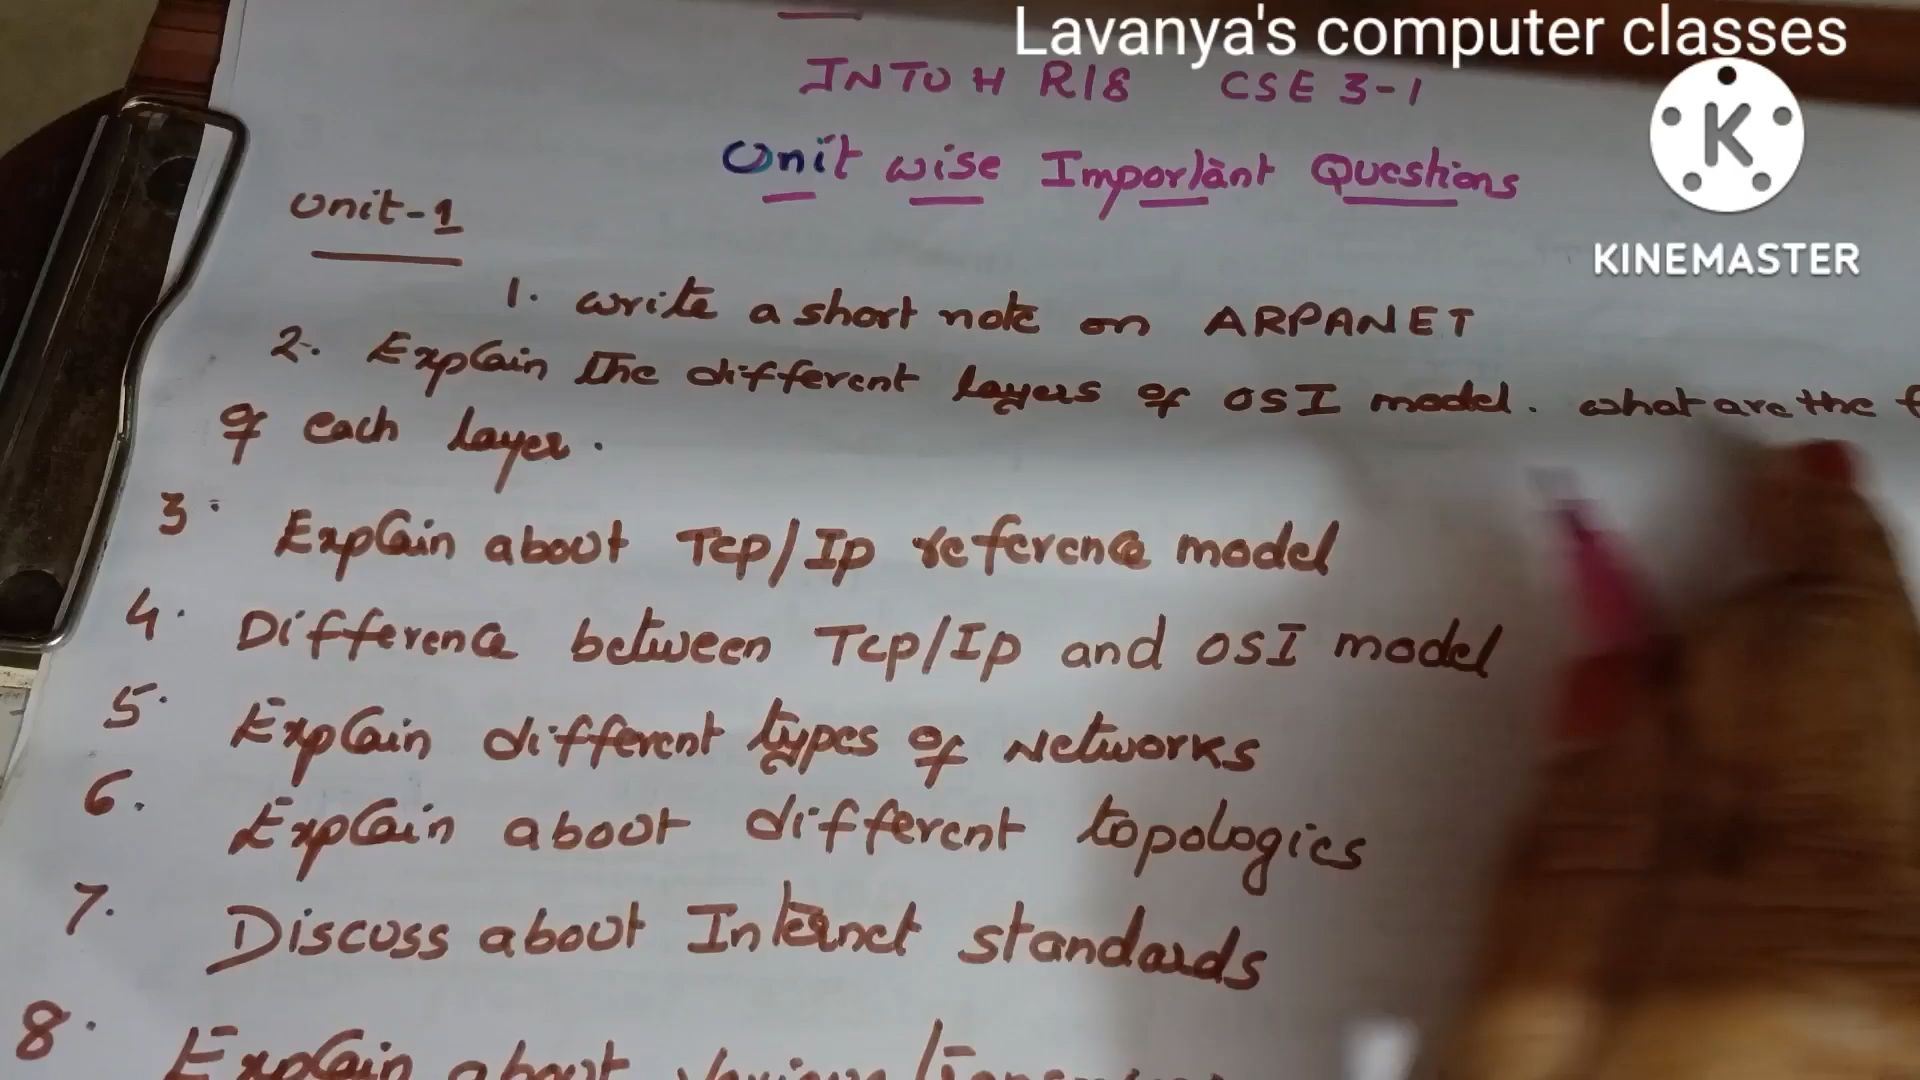 Lavanya's computer classes
JNTU H R18 CSE 3-1
KINEMASTER
Unit wise Important Questions
Unit-1
1. write a short note on ARPANET
2. Explain the different layers of OSI model. what are the
of each layer.
3. Explain about Tcp/Ip reference model
4. Difference between Tcp/Ip and OSI model
5. Explain different types of Networks
6. Explain about different topologies
7. Discuss about Internet standards
8. Explain about various